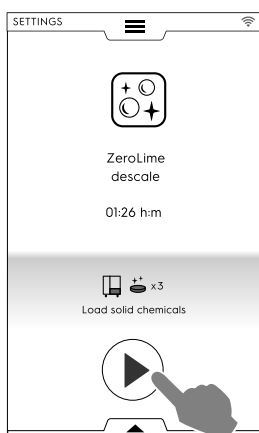 SETTINGS
ZeroLime
descale
01:26 h:m
x3
Load solid chemicals